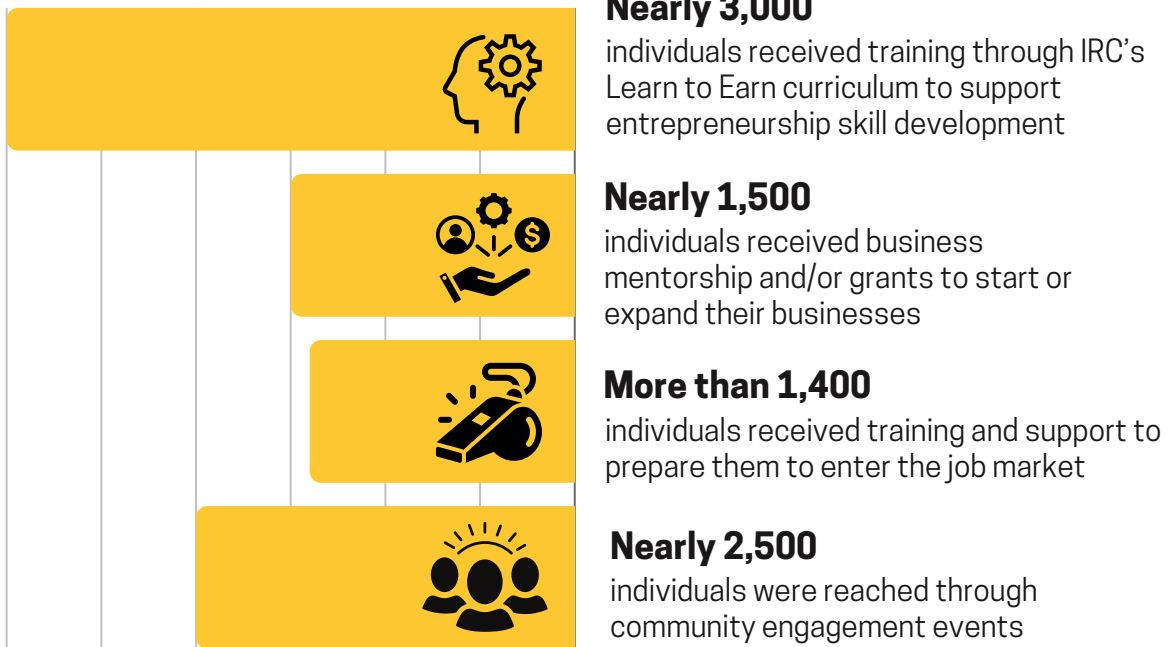 Nearly 3,000
individuals received training through IRC's
Learn to Earn curriculum to support
entrepreneurship skill development
Nearly 1,500
individuals received business
mentorship and/or grants to start or
expand their businesses
More than 1,400
individuals received training and support to
prepare them to enter the job market
Nearly 2,500
individuals were reached through
community engagement events